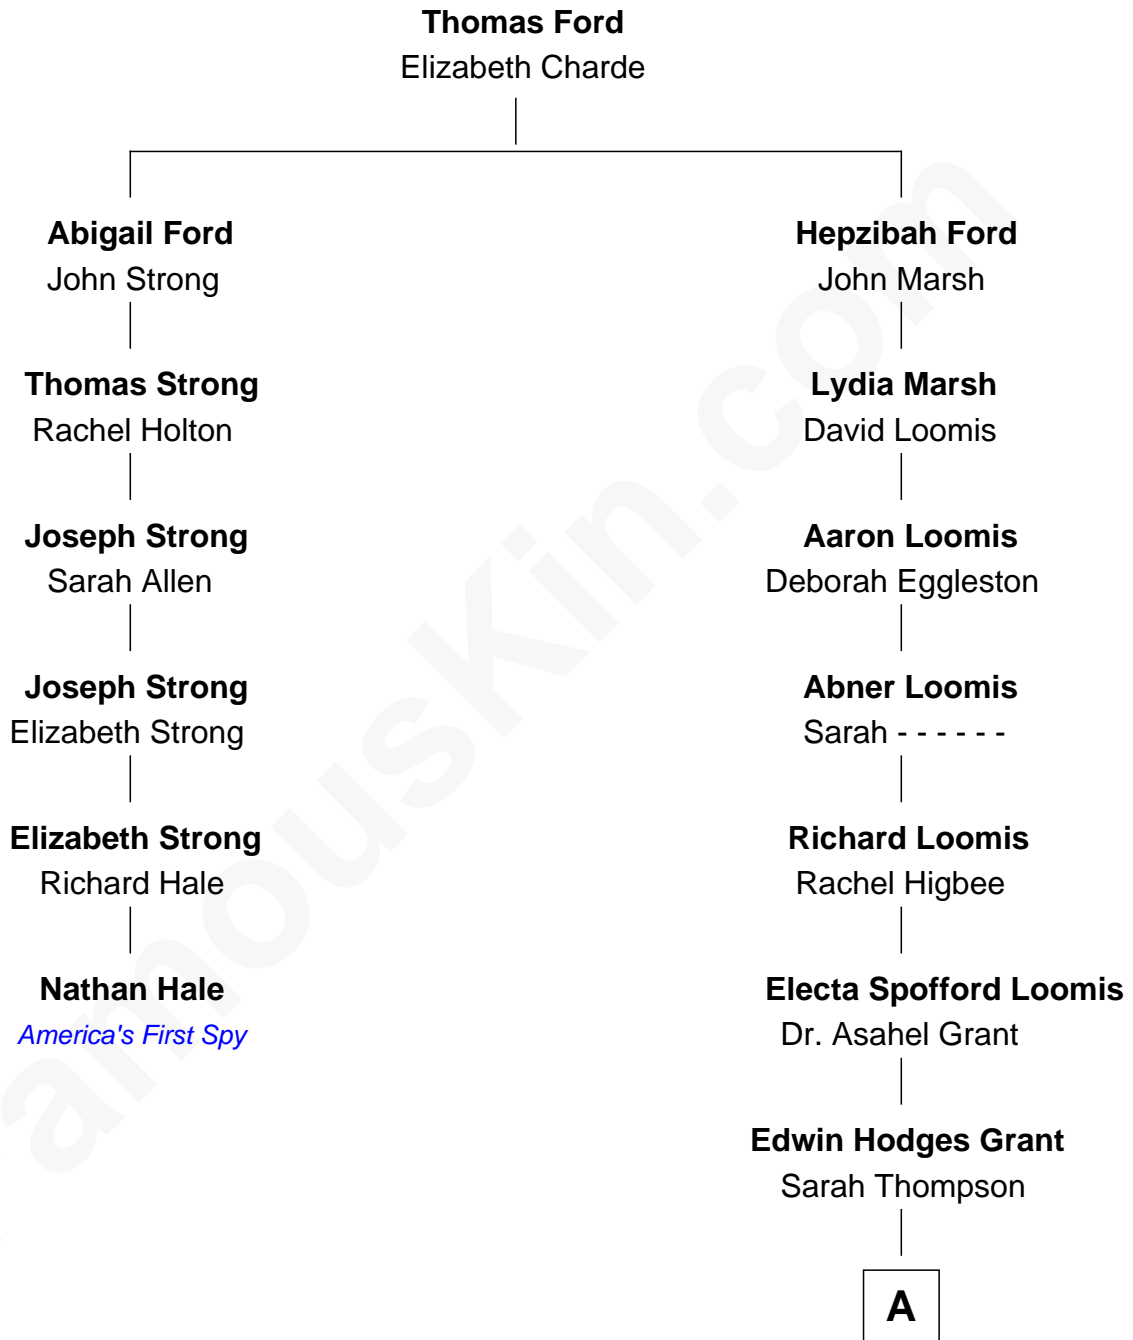 Thomas Ford
Elizabeth Charde
Abigail Ford
John Strong
Hepzibah Ford
John Marsh
Thomas Strong
Rachel Holton
Lydia Marsh
David Loomis
Joseph Strong
Sarah Allen
Aaron Loomis
Deborah Eggleston
Joseph Strong
Elizabeth Strong
Abner Loomis
Sarah - - - - - -
Elizabeth Strong
Richard Hale
Richard Loomis
Rachel Higbee
Nathan Hale
America's First Spy
Electa Spofford Loomis
Dr. Asahel Grant
Edwin Hodges Grant
Sarah Thompson
A
amouskin.com